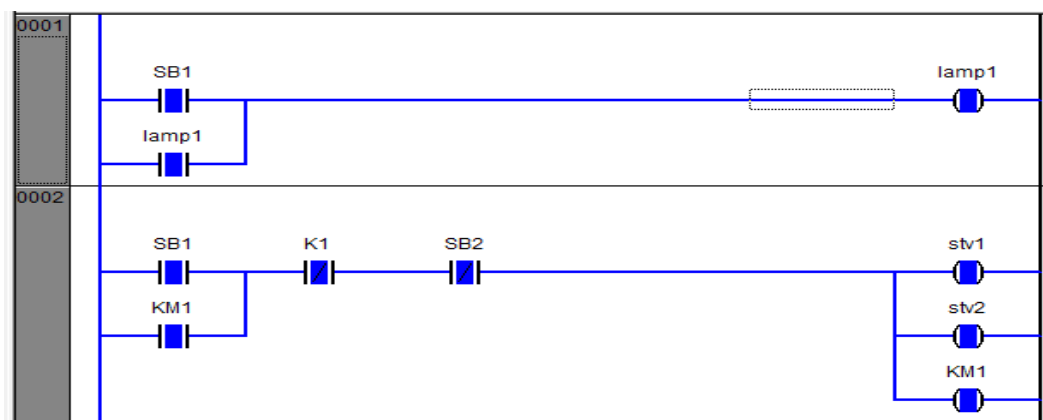 0001
SB1 lamp1
lamp1
0002
SB1 K1 SB2 stv1
KM1 stv2
KM1